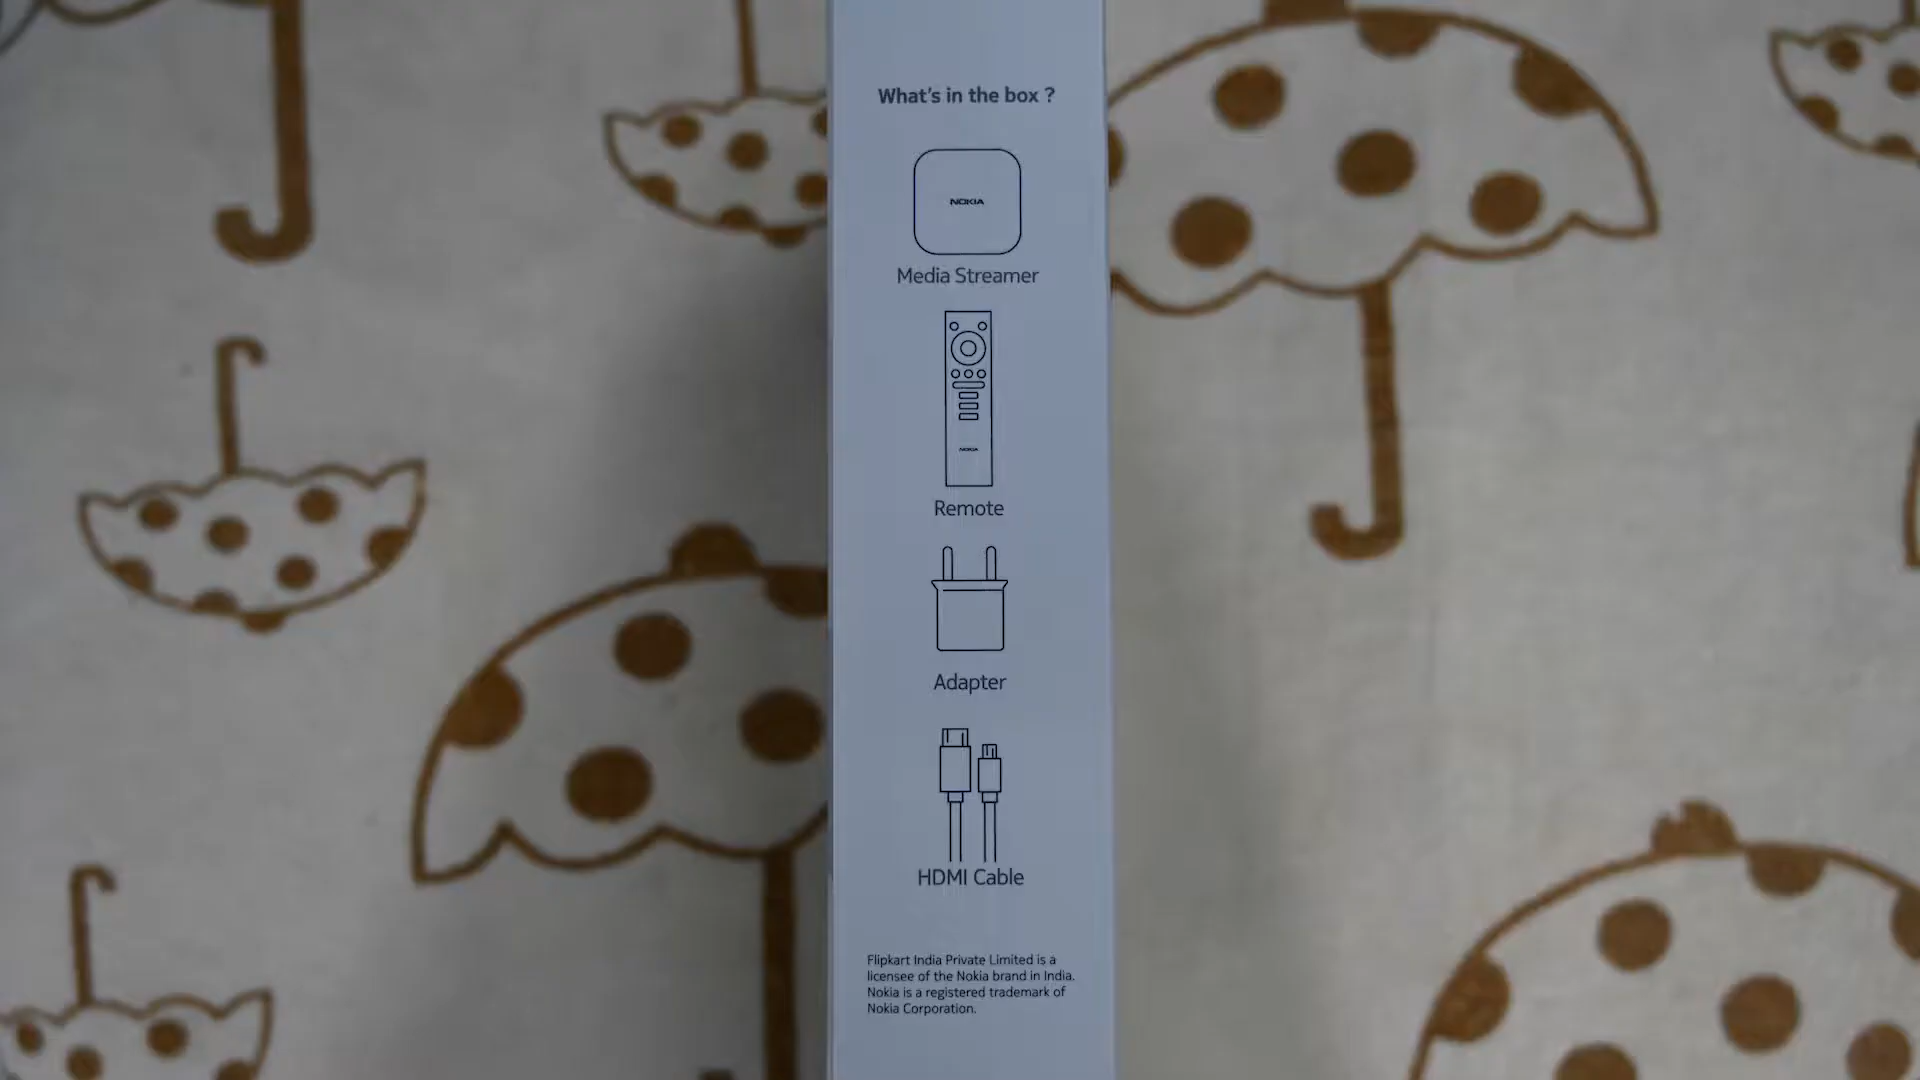 What's in the box ?
NOKIA
Media Streamer
NOKIA
Remote
Adapter
HDMI Cable
Flipkart India Private Limited is a
licensee of the Nokia brand in India.
Nokia is a registered trademark of
Nokia Corporation.